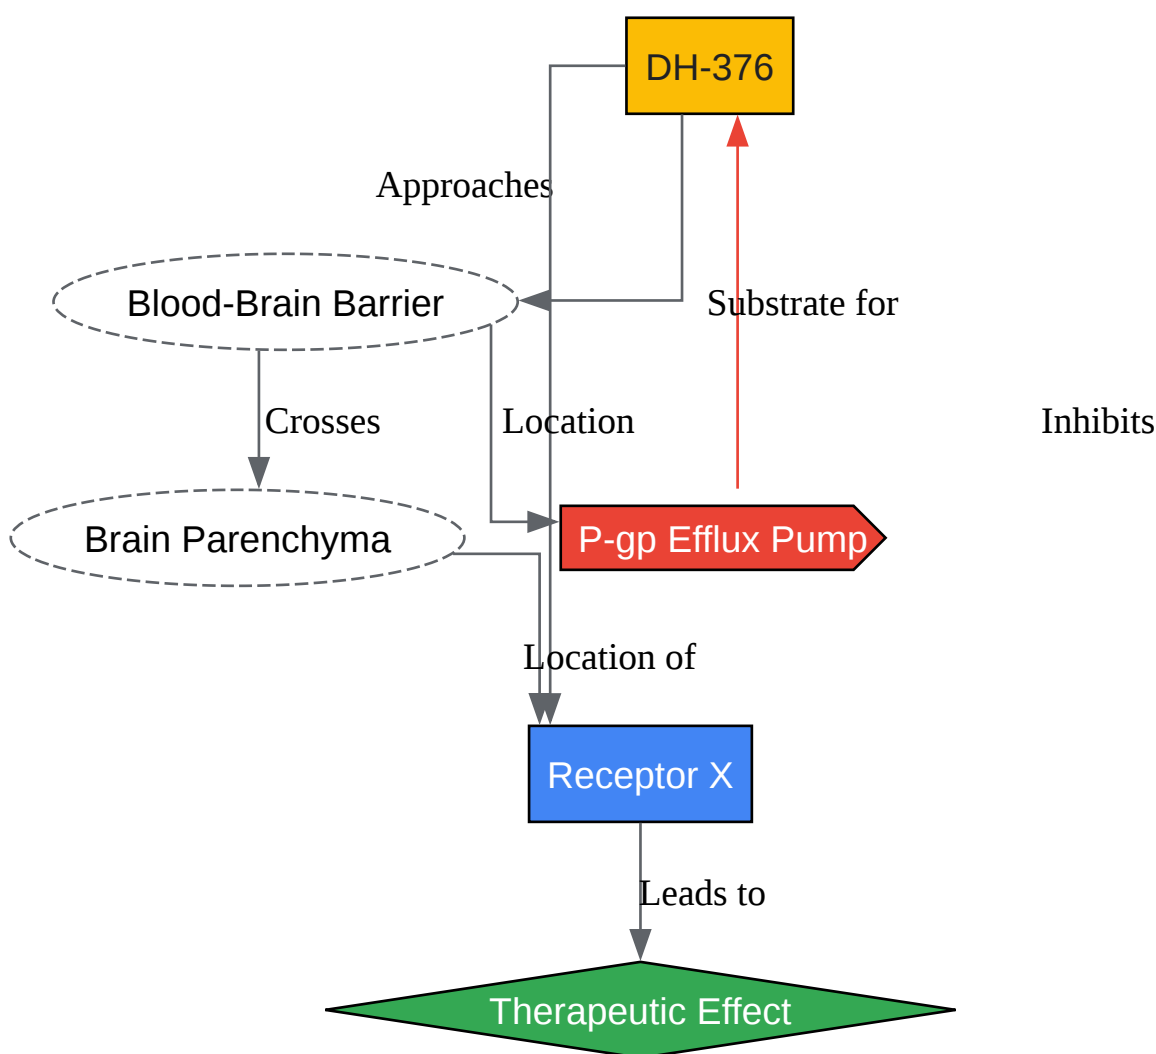 DH-376
Approaches
Blood-Brain Barrier
Substrate for
Crosses
Location
Inhibits
Brain Parenchyma
P-gp Efflux Pump
Location of
Receptor X
Leads to
Therapeutic Effect